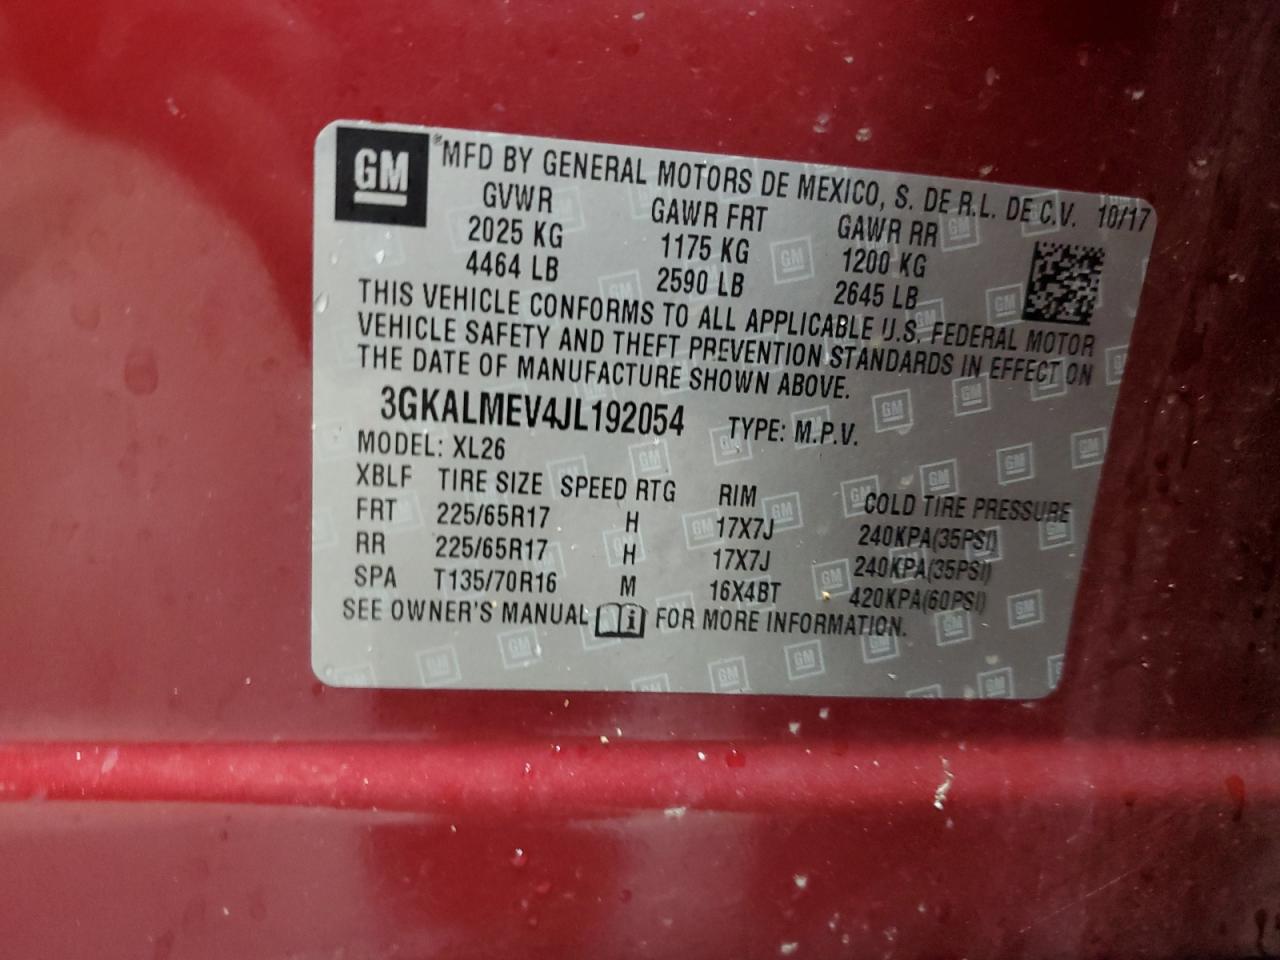 GM ®MFD BY GENERAL MOTORS DE MEXICO, S. DE R.L. DE C.V. 10/17
GVWR GAWR FRT GAWR RR
2025 KG 1175 KG 1200 KG
4464 LB 2590 LB 2645 LB
THIS VEHICLE CONFORMS TO ALL APPLICABLE U.S. FEDERAL MOTOR
VEHICLE SAFETY AND THEFT PREVENTION STANDARDS IN EFFECT ON
THE DATE OF MANUFACTURE SHOWN ABOVE.
3GKALMEV4JL192054 TYPE: M.P.V.
MODEL: XL26
XBLF TIRE SIZE SPEED RTG RIM COLD TIRE PRESSURE
FRT 225/65R17 H 17X7J 240KPA(35PSI)
RR 225/65R17 H 17X7J 240KPA(35PSI)
SPA T135/70R16 M 16X4BT 420KPA(60PSI)
SEE OWNER'S MANUAL i FOR MORE INFORMATION.